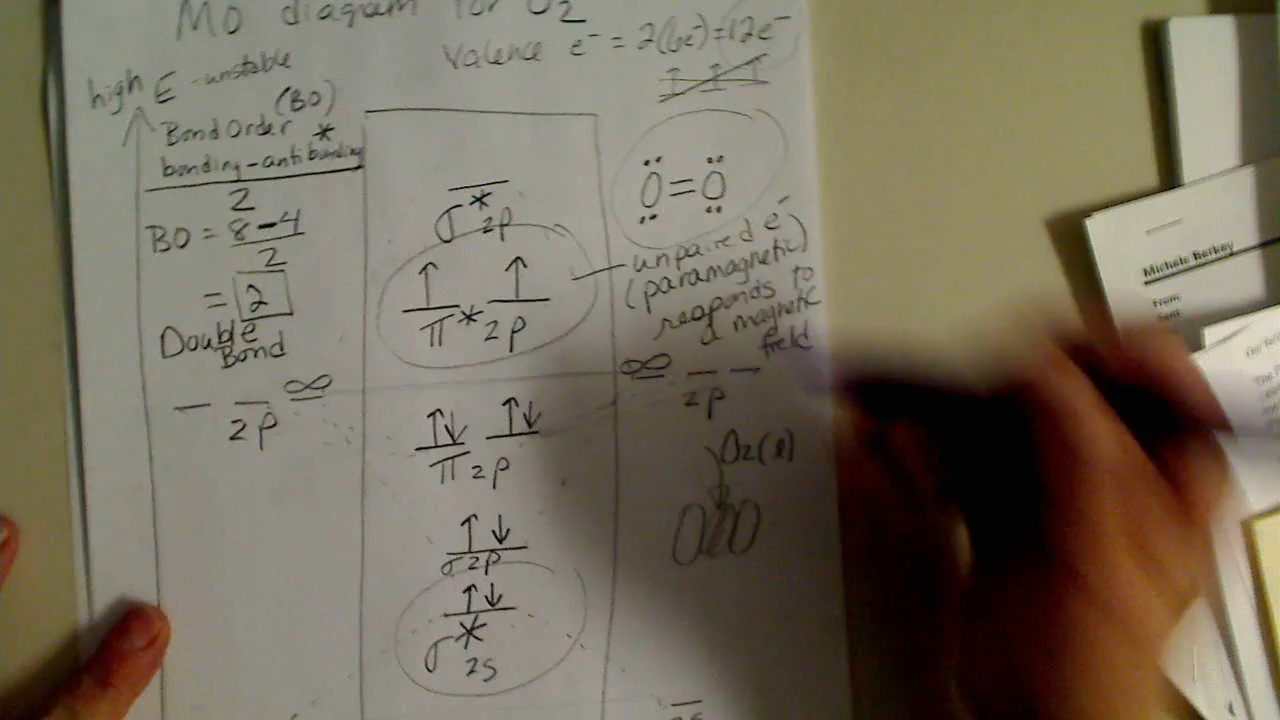 MO diagram for O2
Valence e⁻ = 2(6e⁻) = 12e⁻
high E - unstable
(BO)
Bond Order *
bonding - antibonding
2
BO = 8-4
2
= 2
Double
Bond
2p
σ* 2p
↑ ↑
π* 2p
↑↓ ↑↓
π 2p
↑↓
σ 2p
↑↓
σ*
2s
O=O
unpaired e⁻
(paramagnetic)
responds to
a magnetic
field
2p
O2(l)
Michele Berkey
From